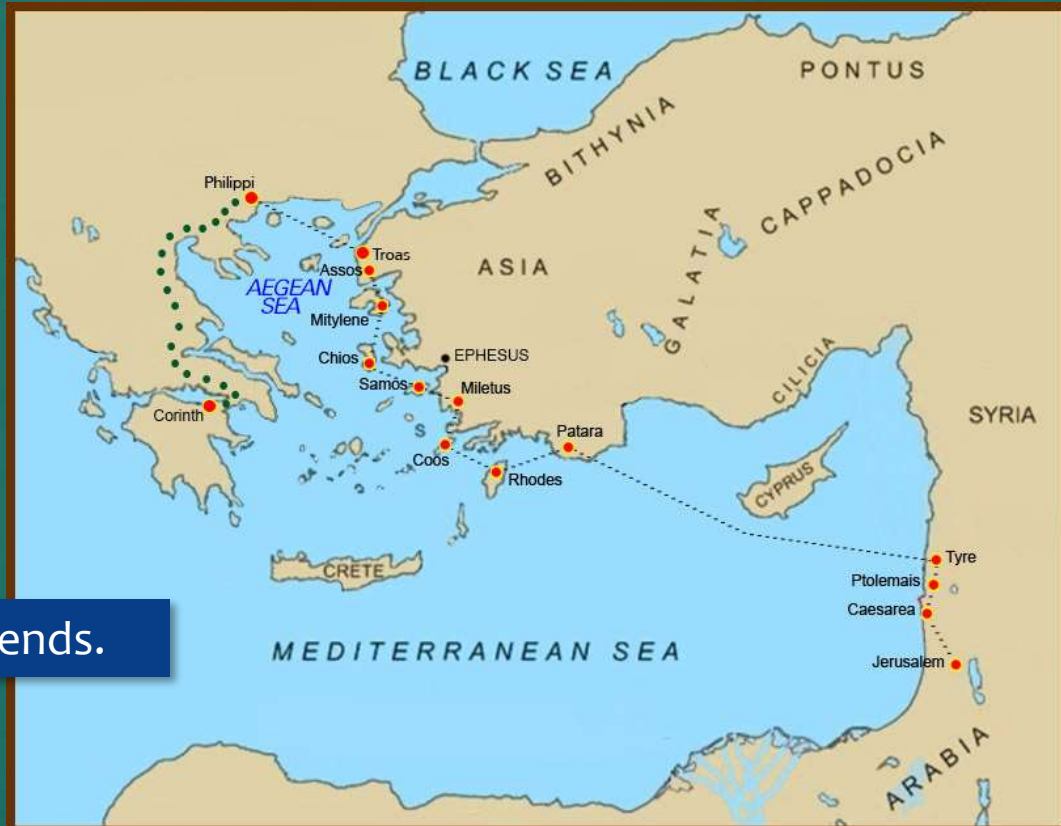 BLACK SEA
PONTUS
BITHYNIA
CAPPADOCIA
Philippi
Troas
Assos
ASIA
GALATIA
AEGEAN
SEA
Mitylene
Chios
EPHESUS
CILICIA
Samos
Miletus
SYRIA
Corinth
S C
Patara
Coos
Rhodes
CYPRUS
Tyre
CRETE
Ptolemais
Caesarea
ends.
MEDITERRANEAN SEA
Jerusalem
ARABIA